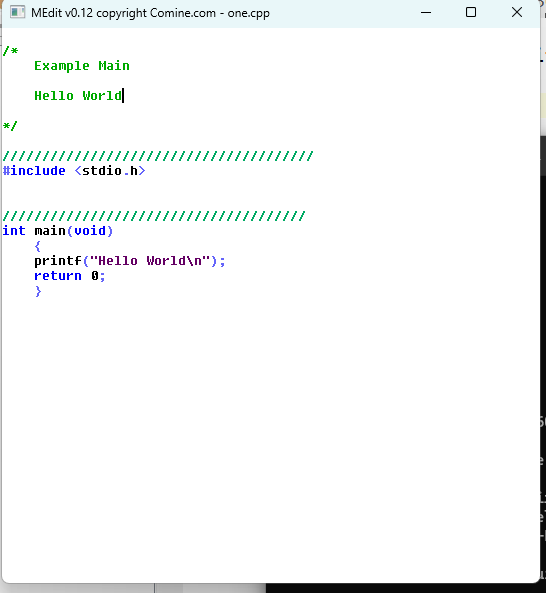 MEdit v0.12 copyright Comine.com - one.cpp
/*
Example Main
Hello World
*/
///////////////////////////////////////
#include <stdio.h>
//////////////////////////////////////
int main(void)
{
printf("Hello World\n");
return 0;
}